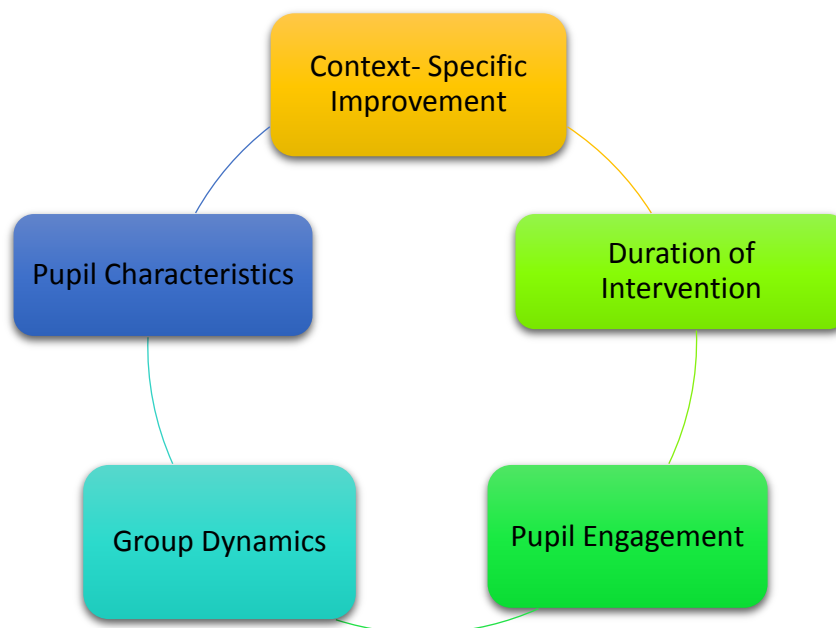 Context- Specific
Improvement
Duration of
Intervention
Pupil Engagement
Group Dynamics
Pupil Characteristics